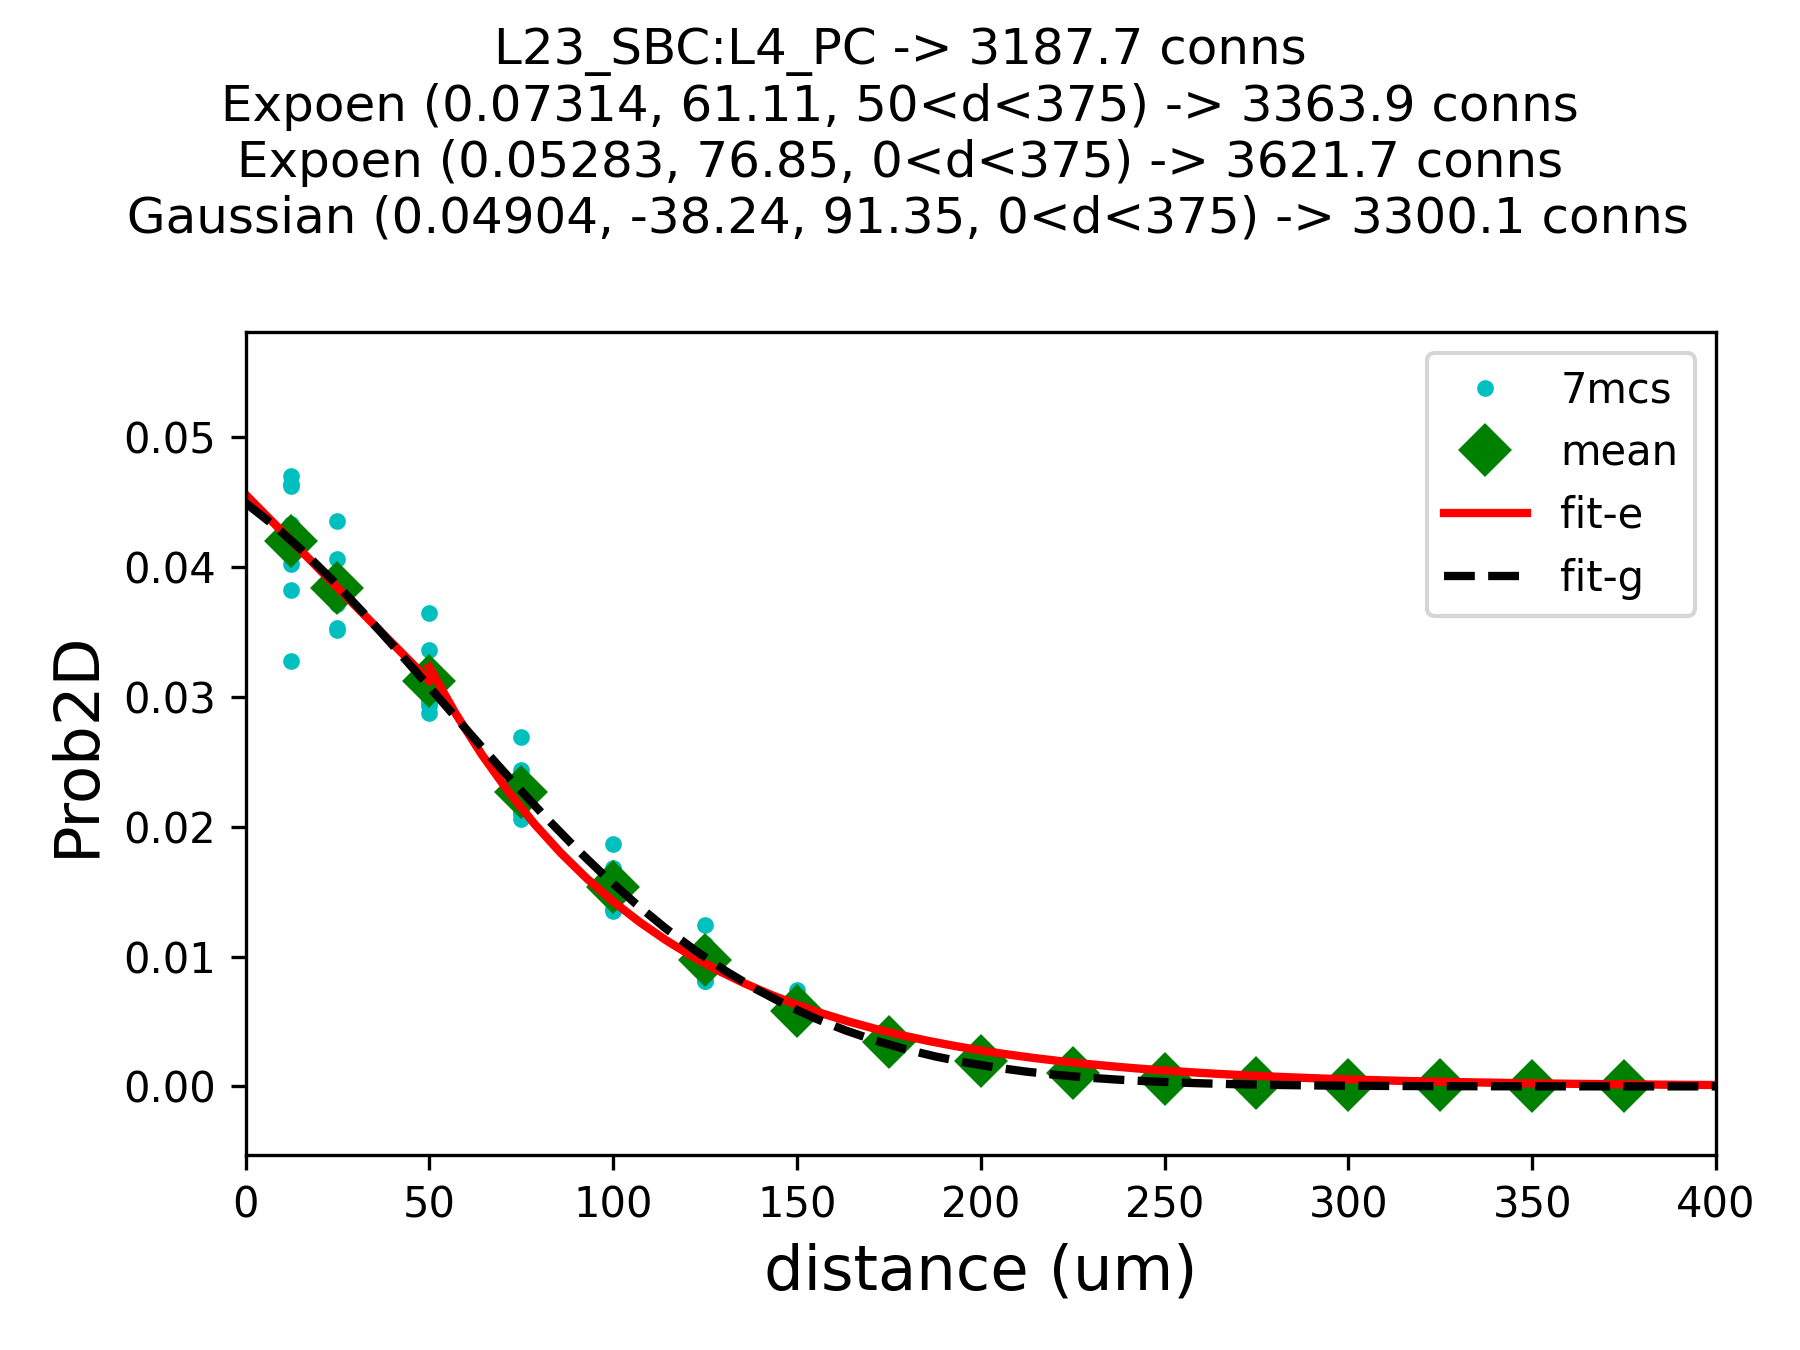 L23_SBC:L4_PC -> 3187.7 conns
Expoen (0.07314, 61.11, 50<d<375) -> 3363.9 conns
Expoen (0.05283, 76.85, 0<d<375) -> 3621.7 conns
Gaussian (0.04904, -38.24, 91.35, 0<d<375) -> 3300.1 conns
7mcs
mean
fit-e
fit-g
Prob2D
0.05
0.04
0.03
0.02
0.01
0.00
0 50 100 150 200 250 300 350 400
distance (um)